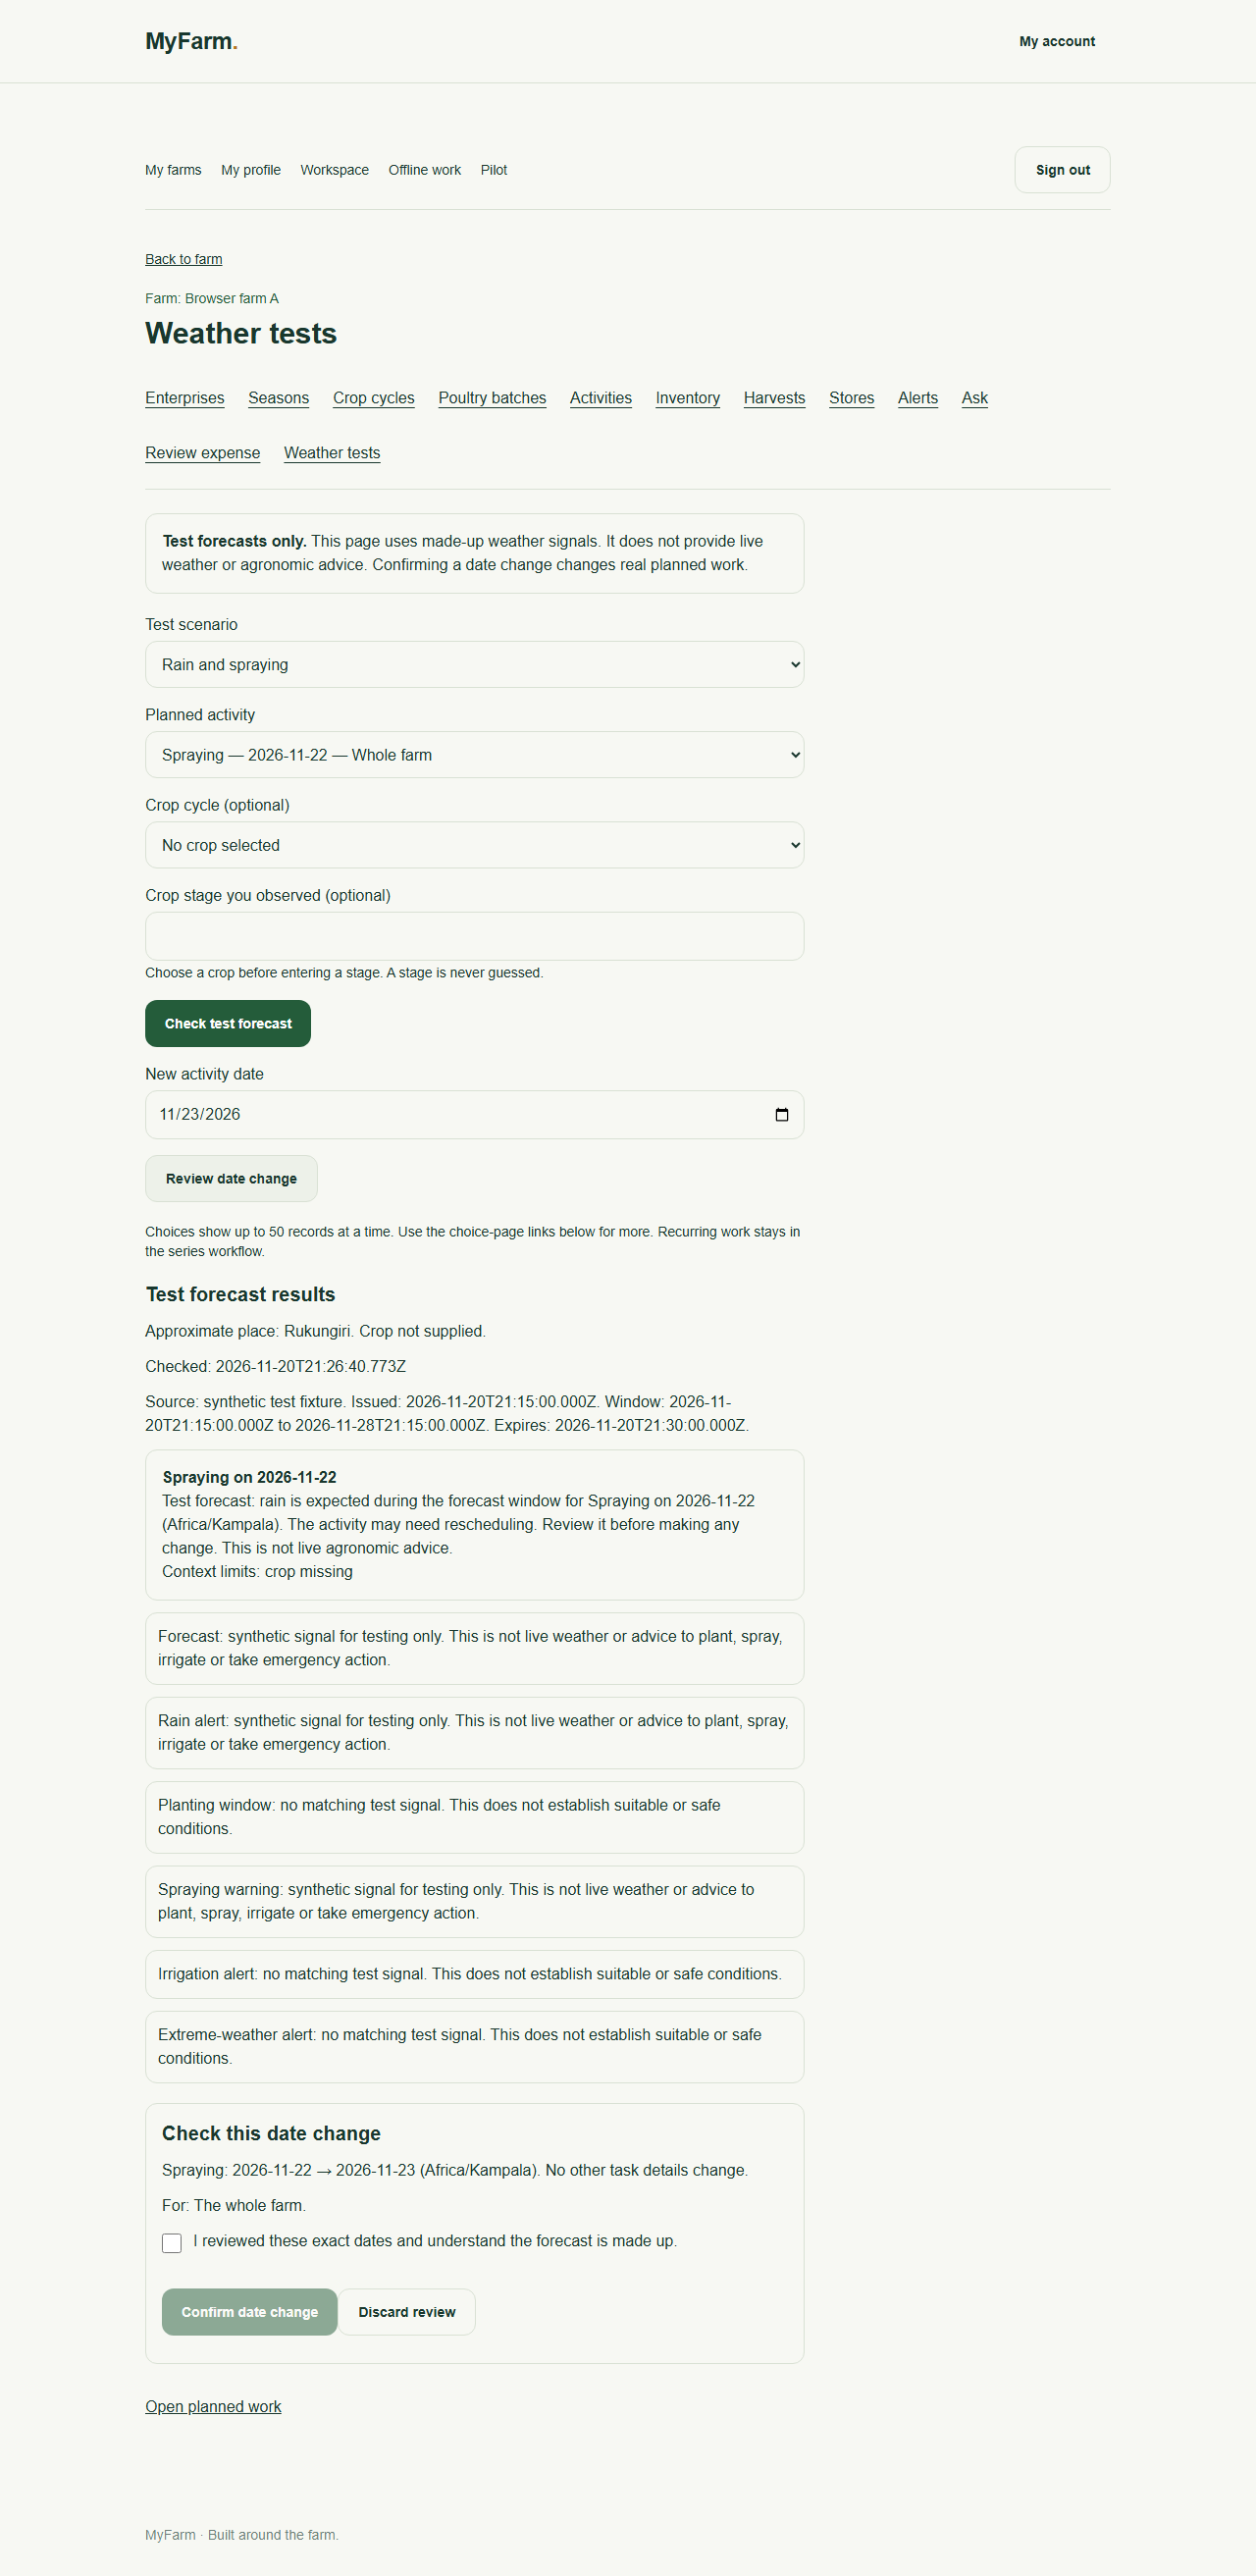 MyFarm.
My account
My farms
My profile
Workspace
Offline work
Pilot
Sign out
Back to farm
Farm: Browser farm A
Weather tests
Enterprises
Seasons
Crop cycles
Poultry batches
Activities
Inventory
Harvests
Stores
Alerts
Ask
Review expense
Weather tests
Test forecasts only. This page uses made-up weather signals. It does not provide live
weather or agronomic advice. Confirming a date change changes real planned work.
Test scenario
Rain and spraying
Planned activity
Spraying — 2026-11-22 — Whole farm
Crop cycle (optional)
No crop selected
Crop stage you observed (optional)
Choose a crop before entering a stage. A stage is never guessed.
Check test forecast
New activity date
11/23/2026
Review date change
Choices show up to 50 records at a time. Use the choice-page links below for more. Recurring work stays in
the series workflow.
Test forecast results
Approximate place: Rukungiri. Crop not supplied.
Checked: 2026-11-20T21:26:40.773Z
Source: synthetic test fixture. Issued: 2026-11-20T21:15:00.000Z. Window: 2026-11-
20T21:15:00.000Z to 2026-11-28T21:15:00.000Z. Expires: 2026-11-20T21:30:00.000Z.
Spraying on 2026-11-22
Test forecast: rain is expected during the forecast window for Spraying on 2026-11-22
(Africa/Kampala). The activity may need rescheduling. Review it before making any
change. This is not live agronomic advice.
Context limits: crop missing
Forecast: synthetic signal for testing only. This is not live weather or advice to plant, spray,
irrigate or take emergency action.
Rain alert: synthetic signal for testing only. This is not live weather or advice to plant, spray,
irrigate or take emergency action.
Planting window: no matching test signal. This does not establish suitable or safe
conditions.
Spraying warning: synthetic signal for testing only. This is not live weather or advice to
plant, spray, irrigate or take emergency action.
Irrigation alert: no matching test signal. This does not establish suitable or safe conditions.
Extreme-weather alert: no matching test signal. This does not establish suitable or safe
conditions.
Check this date change
Spraying: 2026-11-22 → 2026-11-23 (Africa/Kampala). No other task details change.
For: The whole farm.
I reviewed these exact dates and understand the forecast is made up.
Confirm date change
Discard review
Open planned work
MyFarm · Built around the farm.